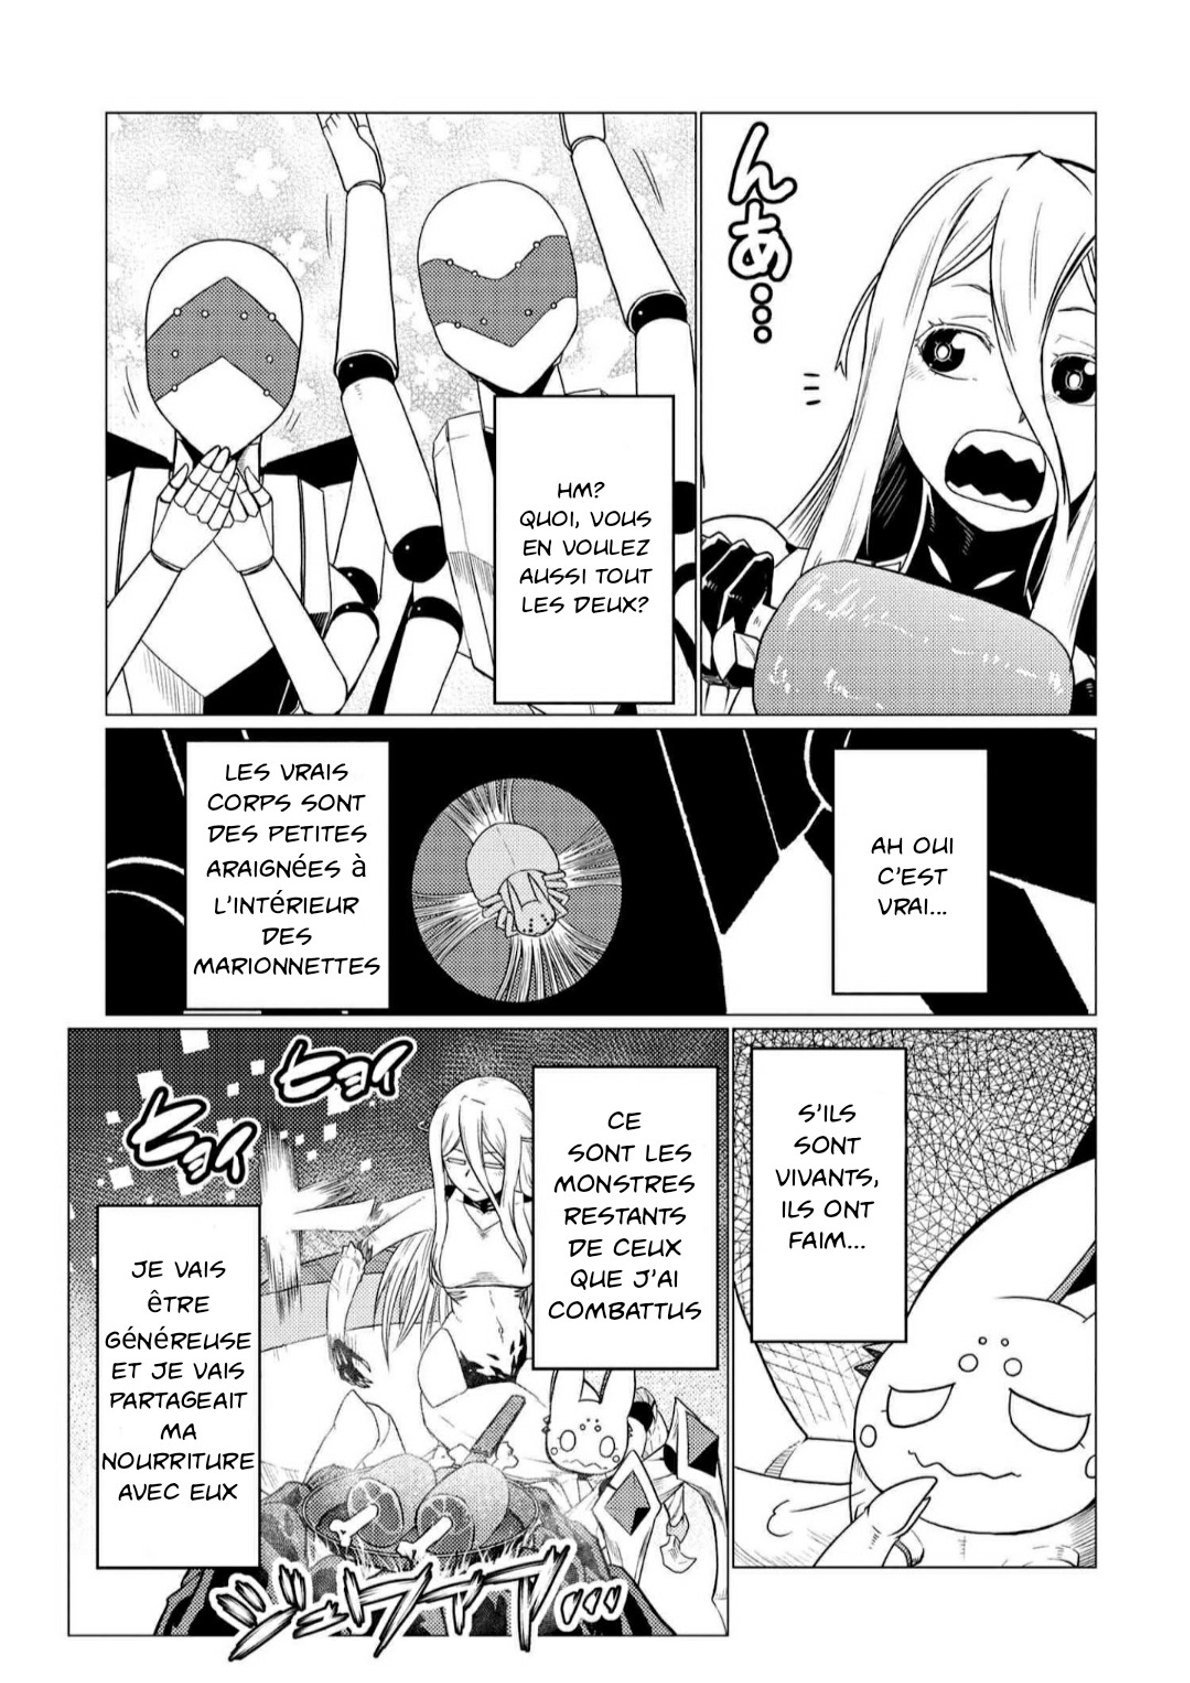 んあ…
HM?
QUOI, VOUS
EN VOULEZ
AUSSI TOUT
LES DEUX?
AH OUI
C'EST
VRAI...
LES VRAIS
CORPS SONT
DES PETITES
ARAIGNÉES À
L'INTÉRIEUR
DES
MARIONNETTES
S'ILS
SONT
VIVANTS,
ILS ONT
FAIM...
CE
SONT LES
MONSTRES
RESTANTS
DE CEUX
QUE J'AI
COMBATTUS
ヒョイ
ヒョイ
JE VAIS
ÊTRE
GÉNÉREUSE
ET JE VAIS
PARTAGEAIT
MA
NOURRITURE
AVEC EUX
ジュワァァァ…